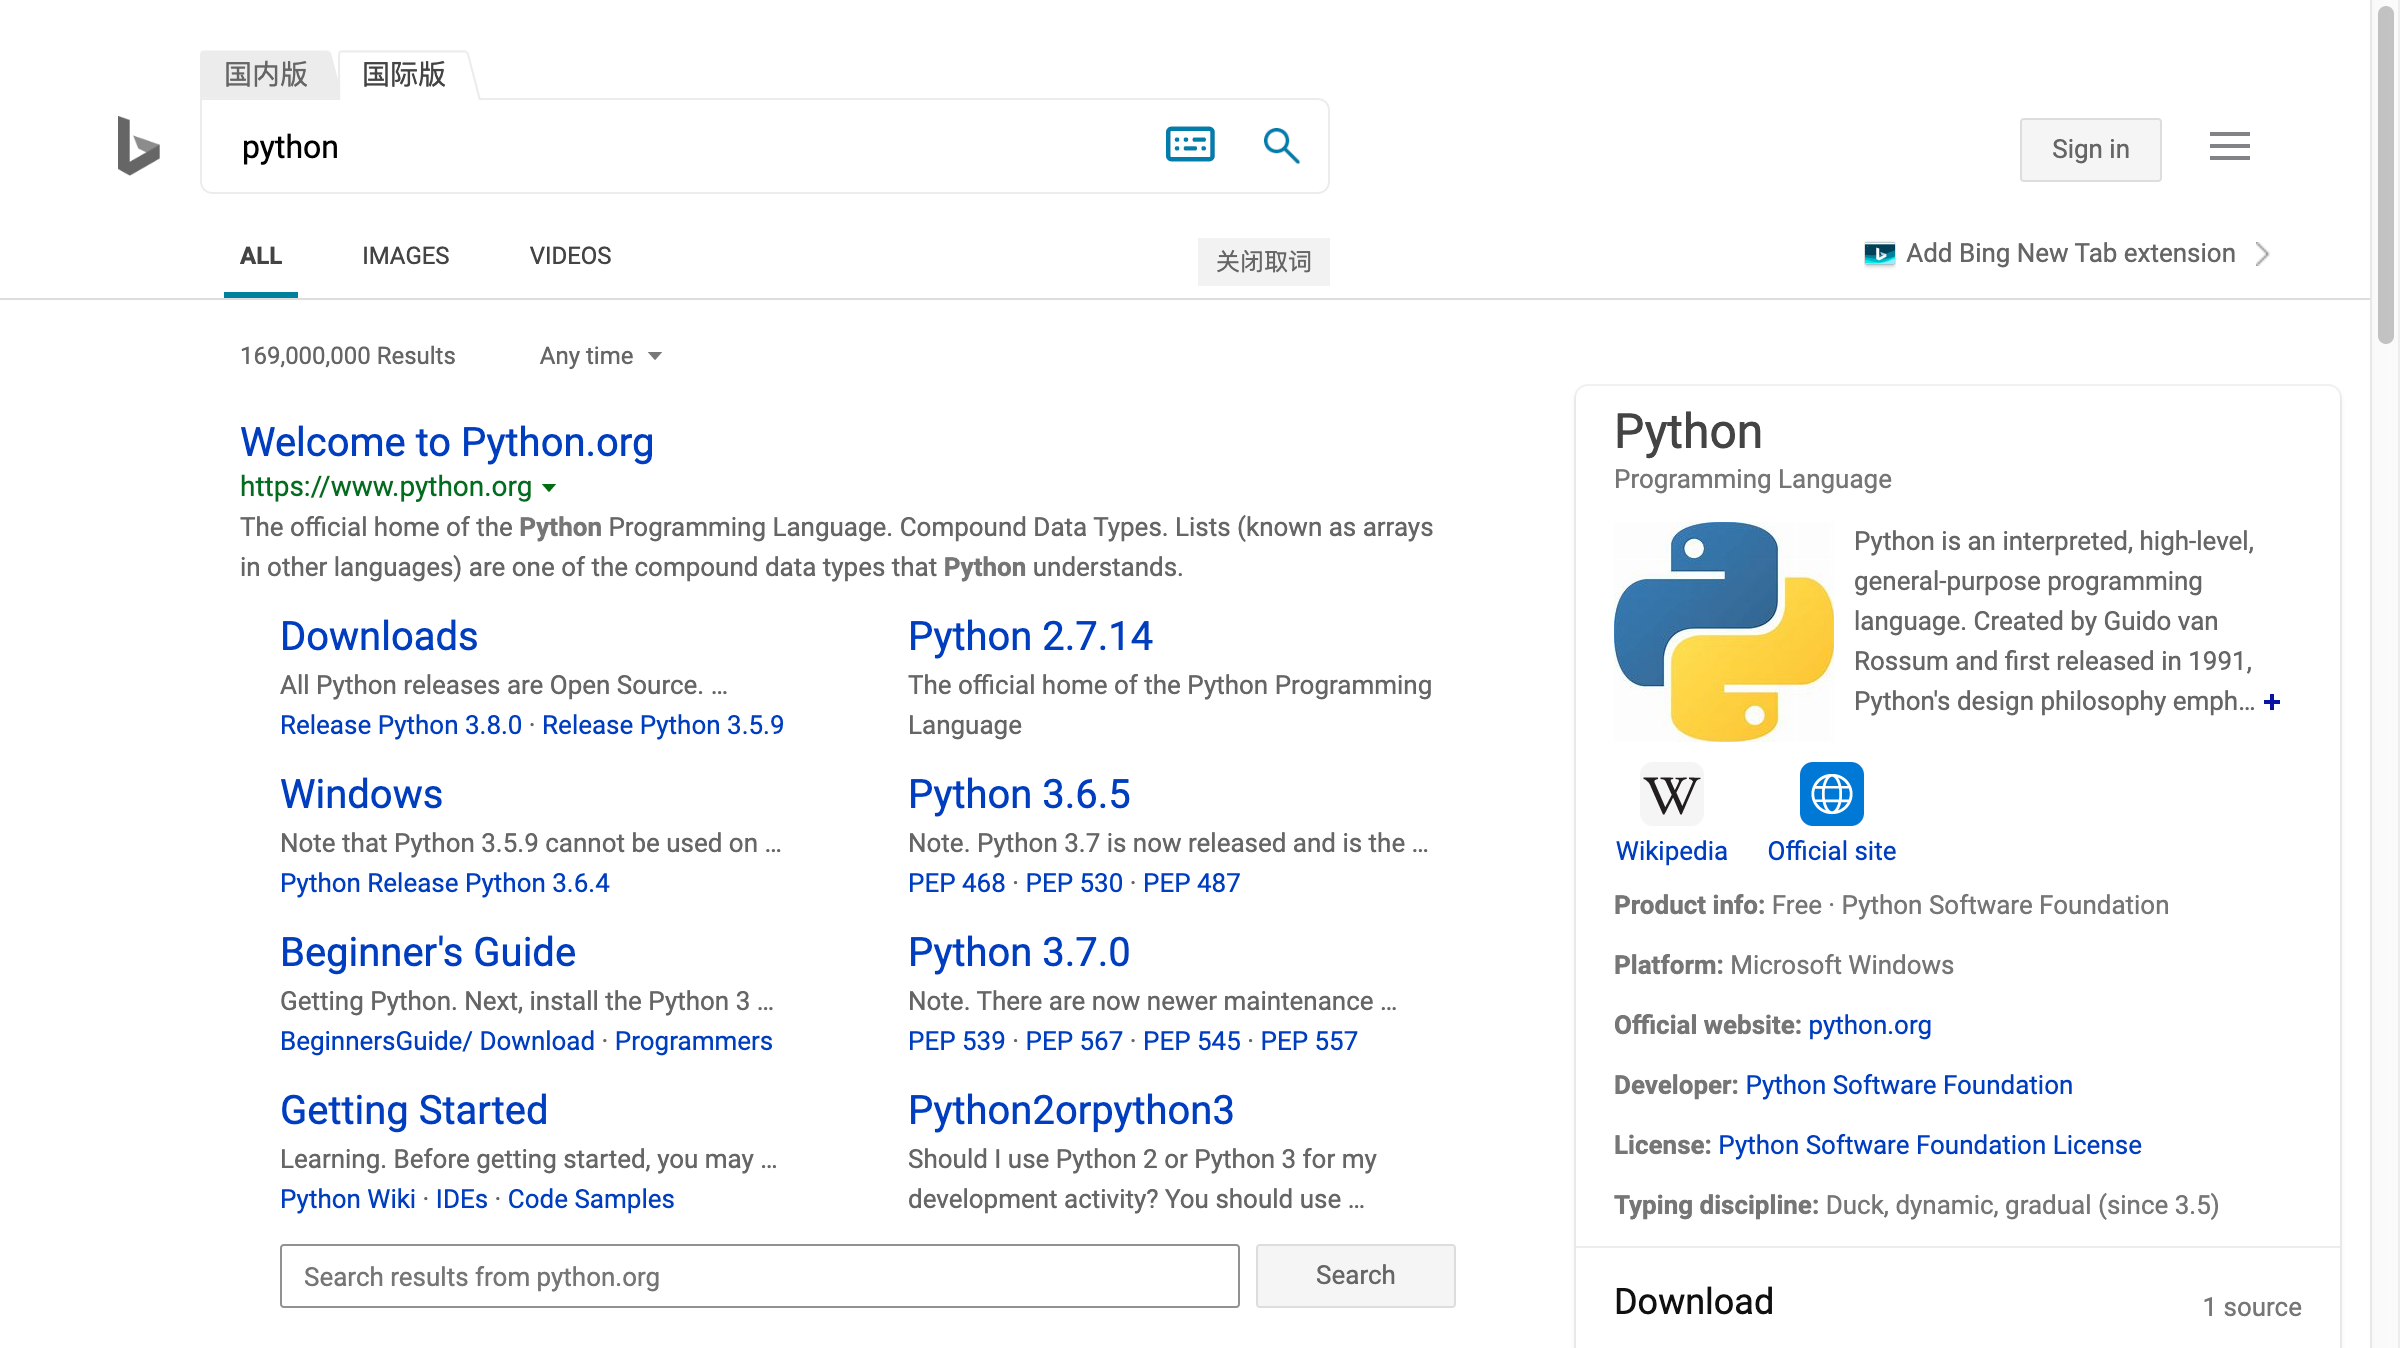 国内版
国际版
python
Sign in
ALL
IMAGES
VIDEOS
关闭取词
Add Bing New Tab extension
169,000,000 Results
Any time
Welcome to Python.org
https://www.python.org
The official home of the Python Programming Language. Compound Data Types. Lists (known as arrays
in other languages) are one of the compound data types that Python understands.
Downloads
All Python releases are Open Source. ...
Release Python 3.8.0 · Release Python 3.5.9
Windows
Note that Python 3.5.9 cannot be used on ...
Python Release Python 3.6.4
Beginner's Guide
Getting Python. Next, install the Python 3 ...
BeginnersGuide/ Download · Programmers
Getting Started
Learning. Before getting started, you may ...
Python Wiki · IDEs · Code Samples
Python 2.7.14
The official home of the Python Programming
Language
Python 3.6.5
Note. Python 3.7 is now released and is the ...
PEP 468 · PEP 530 · PEP 487
Python 3.7.0
Note. There are now newer maintenance ...
PEP 539 · PEP 567 · PEP 545 · PEP 557
Python2orpython3
Should I use Python 2 or Python 3 for my
development activity? You should use ...
Search results from python.org
Search
Python
Programming Language
Python is an interpreted, high-level,
general-purpose programming
language. Created by Guido van
Rossum and first released in 1991,
Python's design philosophy emph... +
W
Wikipedia
Official site
Product info: Free · Python Software Foundation
Platform: Microsoft Windows
Official website: python.org
Developer: Python Software Foundation
License: Python Software Foundation License
Typing discipline: Duck, dynamic, gradual (since 3.5)
Download
1 source